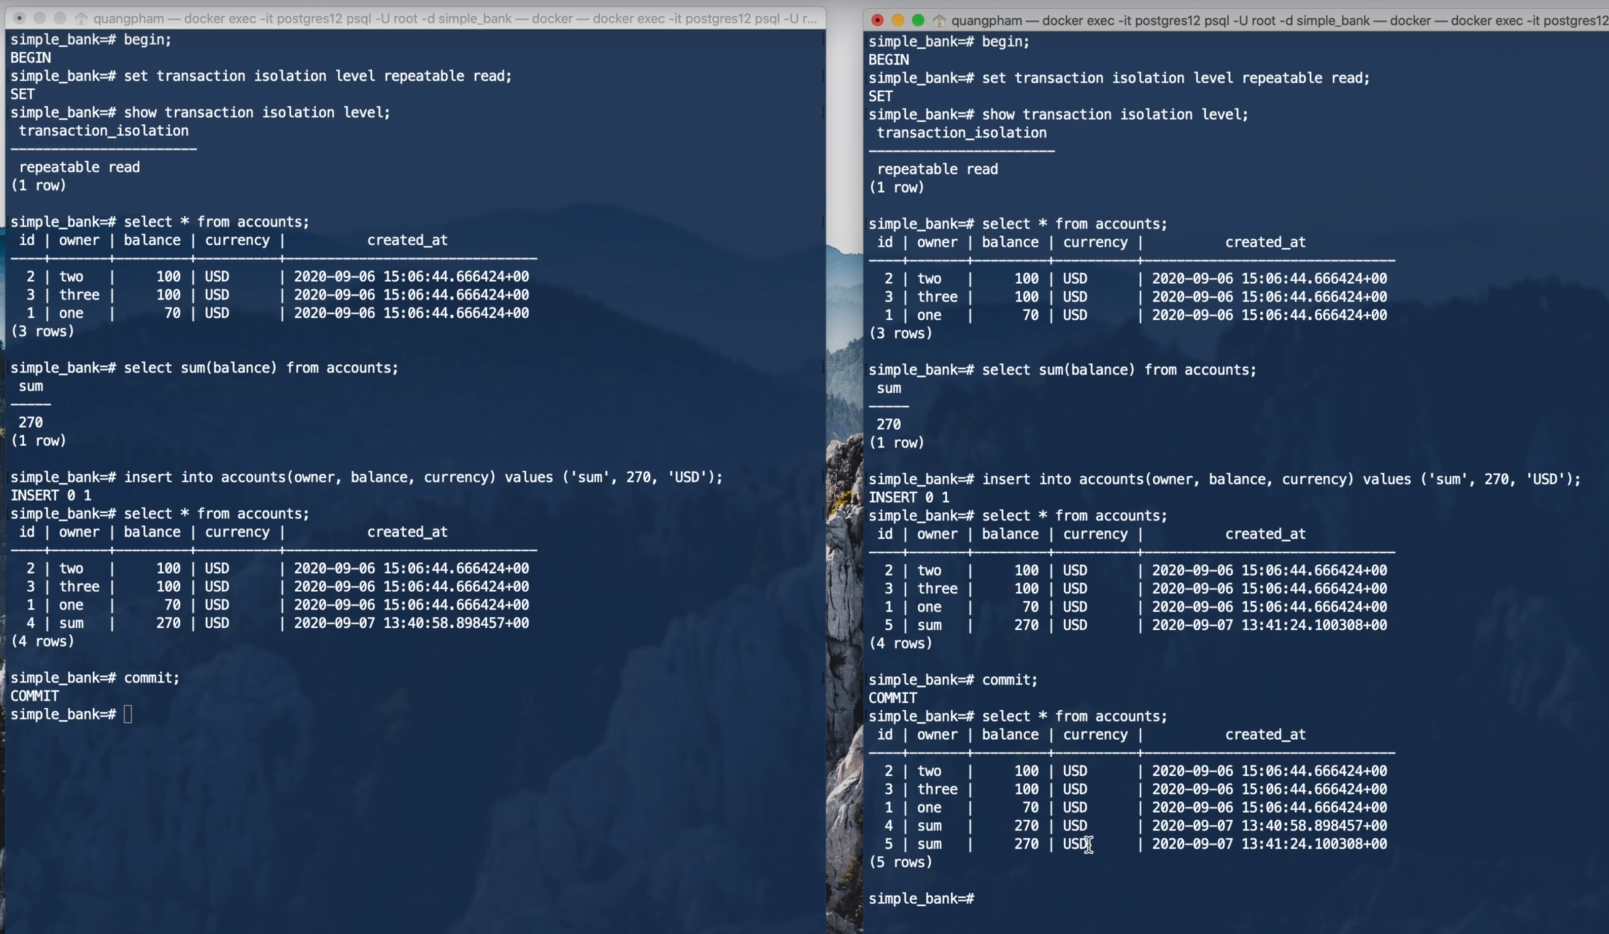 quangpham — docker exec -it postgres12 psql -U root -d simple_bank — docker — docker exec -it postgres12 psql -U r...
simple_bank=# begin;
BEGIN
simple_bank=# set transaction isolation level repeatable read;
SET
simple_bank=# show transaction isolation level;
transaction_isolation
-----------------------
repeatable read
(1 row)
simple_bank=# select * from accounts;
id | owner | balance | currency | created_at
----+-------+---------+----------+-------------------------------
2 | two | 100 | USD | 2020-09-06 15:06:44.666424+00
3 | three | 100 | USD | 2020-09-06 15:06:44.666424+00
1 | one | 70 | USD | 2020-09-06 15:06:44.666424+00
(3 rows)
simple_bank=# select sum(balance) from accounts;
sum
-----
270
(1 row)
simple_bank=# insert into accounts(owner, balance, currency) values ('sum', 270, 'USD');
INSERT 0 1
simple_bank=# select * from accounts;
id | owner | balance | currency | created_at
----+-------+---------+----------+-------------------------------
2 | two | 100 | USD | 2020-09-06 15:06:44.666424+00
3 | three | 100 | USD | 2020-09-06 15:06:44.666424+00
1 | one | 70 | USD | 2020-09-06 15:06:44.666424+00
4 | sum | 270 | USD | 2020-09-07 13:40:58.898457+00
(4 rows)
simple_bank=# commit;
COMMIT
simple_bank=#
quangpham — docker exec -it postgres12 psql -U root -d simple_bank — docker — docker exec -it postgres12
simple_bank=# begin;
BEGIN
simple_bank=# set transaction isolation level repeatable read;
SET
simple_bank=# show transaction isolation level;
transaction_isolation
-----------------------
repeatable read
(1 row)
simple_bank=# select * from accounts;
id | owner | balance | currency | created_at
----+-------+---------+----------+-------------------------------
2 | two | 100 | USD | 2020-09-06 15:06:44.666424+00
3 | three | 100 | USD | 2020-09-06 15:06:44.666424+00
1 | one | 70 | USD | 2020-09-06 15:06:44.666424+00
(3 rows)
simple_bank=# select sum(balance) from accounts;
sum
-----
270
(1 row)
simple_bank=# insert into accounts(owner, balance, currency) values ('sum', 270, 'USD');
INSERT 0 1
simple_bank=# select * from accounts;
id | owner | balance | currency | created_at
----+-------+---------+----------+-------------------------------
2 | two | 100 | USD | 2020-09-06 15:06:44.666424+00
3 | three | 100 | USD | 2020-09-06 15:06:44.666424+00
1 | one | 70 | USD | 2020-09-06 15:06:44.666424+00
5 | sum | 270 | USD | 2020-09-07 13:41:24.100308+00
(4 rows)
simple_bank=# commit;
COMMIT
simple_bank=# select * from accounts;
id | owner | balance | currency | created_at
----+-------+---------+----------+-------------------------------
2 | two | 100 | USD | 2020-09-06 15:06:44.666424+00
3 | three | 100 | USD | 2020-09-06 15:06:44.666424+00
1 | one | 70 | USD | 2020-09-06 15:06:44.666424+00
4 | sum | 270 | USD | 2020-09-07 13:40:58.898457+00
5 | sum | 270 | USD | 2020-09-07 13:41:24.100308+00
(5 rows)
simple_bank=#